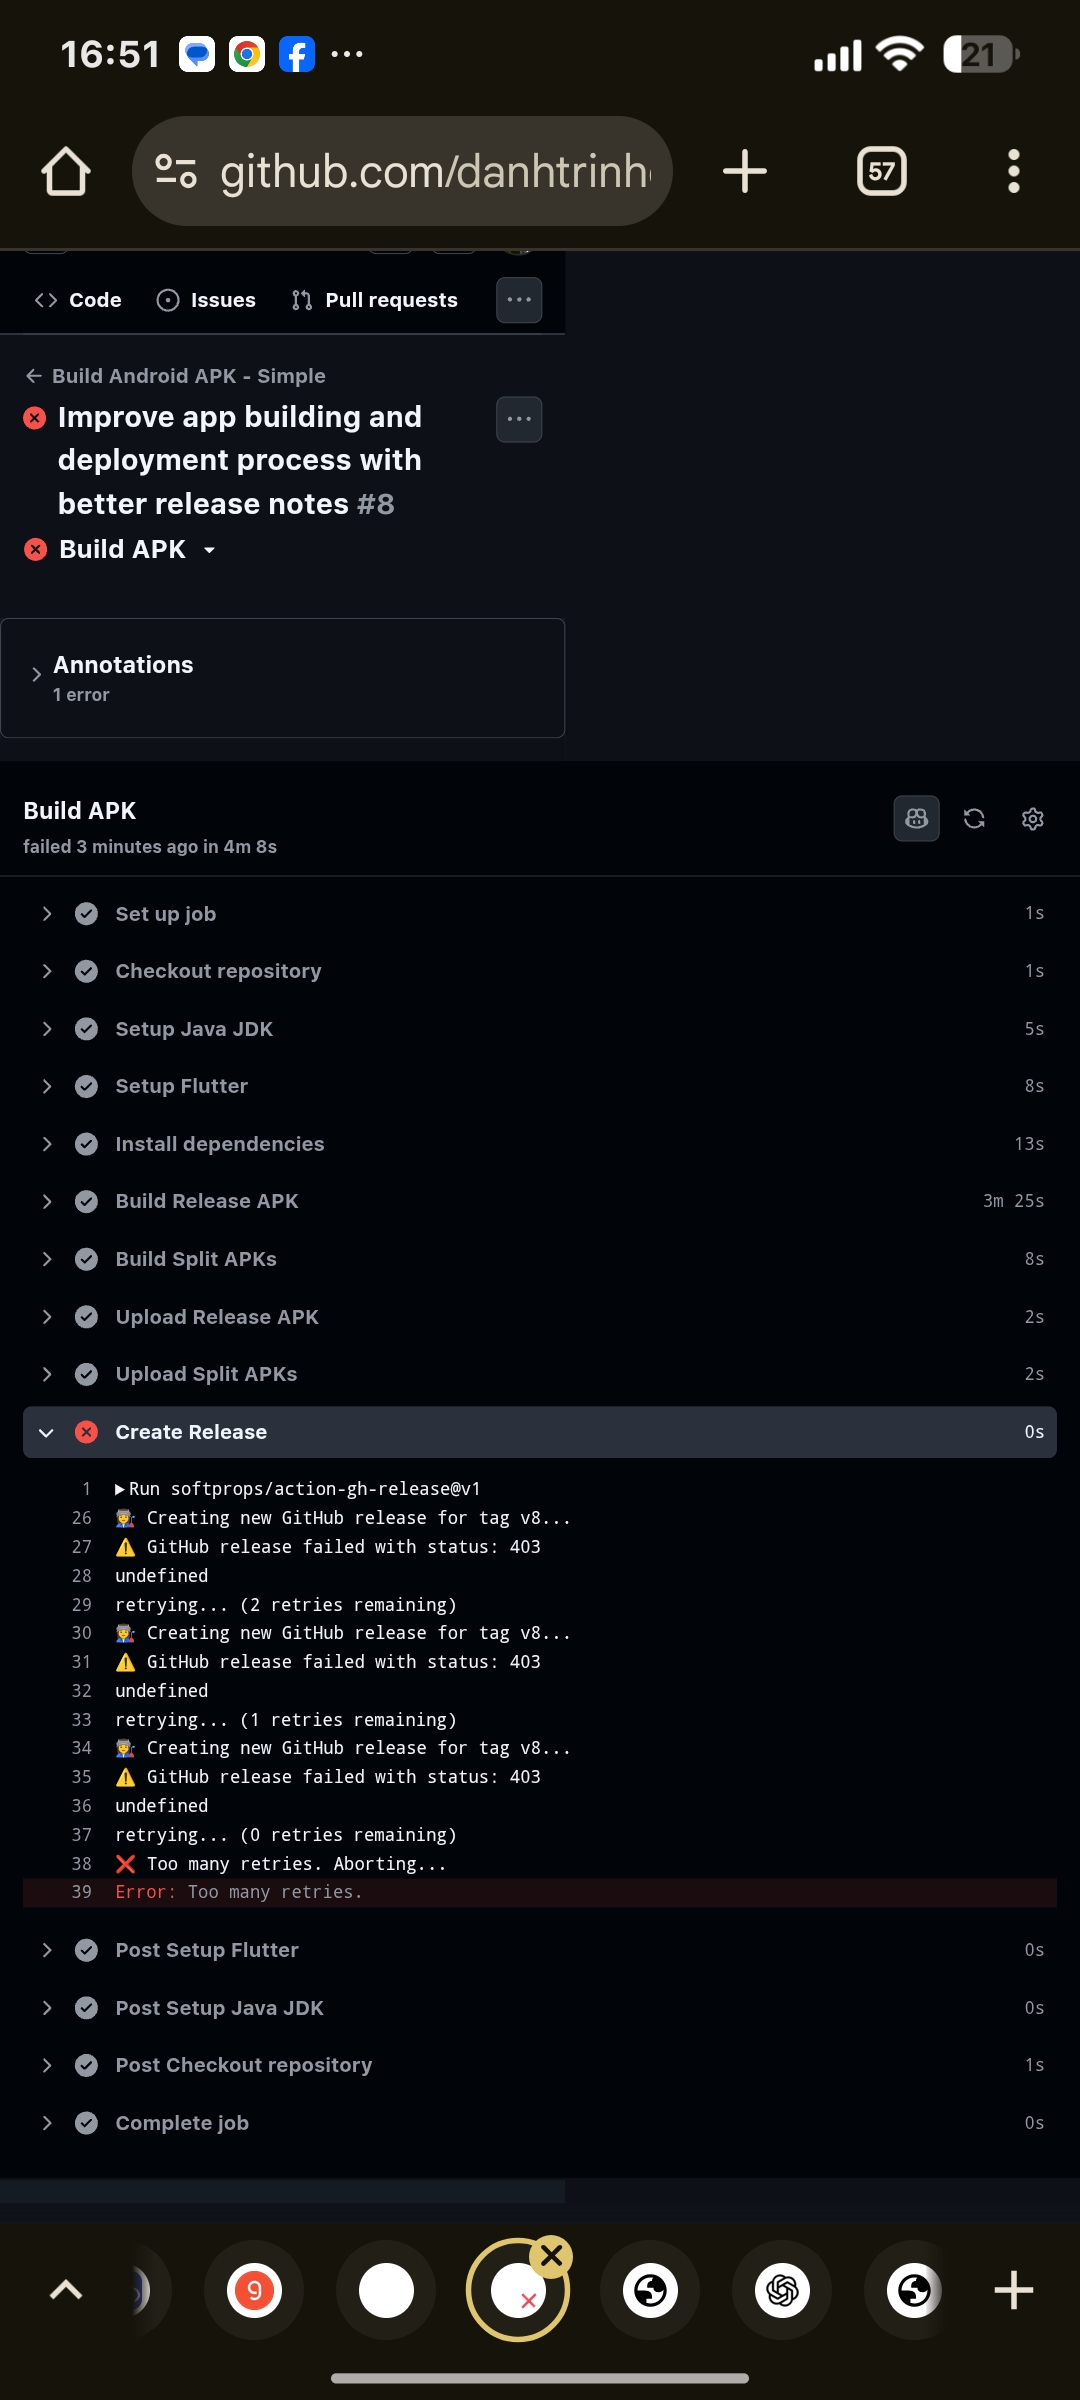 16:51
21
github.com/danhtrinh
57
Code
Issues
Pull requests
Build Android APK - Simple
Improve app building and
deployment process with
better release notes #8
Build APK
Annotations
1 error
Build APK
failed 3 minutes ago in 4m 8s
Set up job 1s
Checkout repository 1s
Setup Java JDK 5s
Setup Flutter 8s
Install dependencies 13s
Build Release APK 3m 25s
Build Split APKs 8s
Upload Release APK 2s
Upload Split APKs 2s
Create Release 0s
1 Run softprops/action-gh-release@v1
26 👩‍🏭 Creating new GitHub release for tag v8...
27 ⚠️ GitHub release failed with status: 403
28 undefined
29 retrying... (2 retries remaining)
30 👩‍🏭 Creating new GitHub release for tag v8...
31 ⚠️ GitHub release failed with status: 403
32 undefined
33 retrying... (1 retries remaining)
34 👩‍🏭 Creating new GitHub release for tag v8...
35 ⚠️ GitHub release failed with status: 403
36 undefined
37 retrying... (0 retries remaining)
38 ❌ Too many retries. Aborting...
39 Error: Too many retries.
Post Setup Flutter 0s
Post Setup Java JDK 0s
Post Checkout repository 1s
Complete job 0s